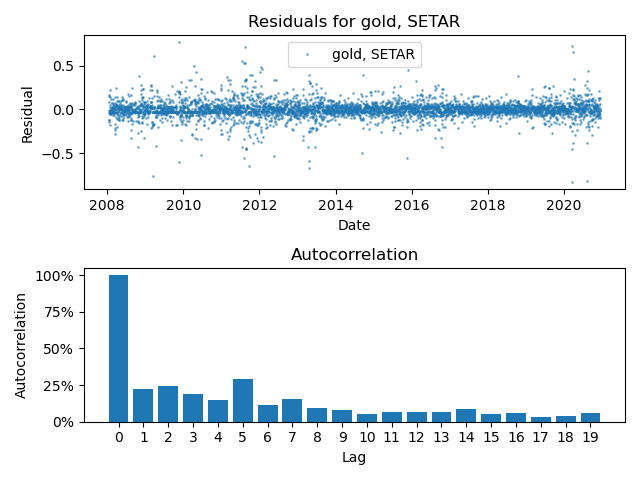 Residuals for gold, SETAR
gold, SETAR
0.5
0.0
−0.5
Residual
2008 2010 2012 2014 2016 2018 2020
Date
Autocorrelation
100%
75%
50%
25%
0%
Autocorrelation
0 1 2 3 4 5 6 7 8 9 10 11 12 13 14 15 16 17 18 19
Lag